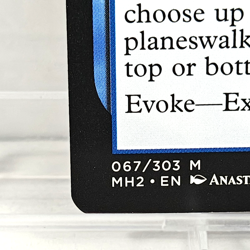 choose up
planeswalk
top or bott
Evoke—Ex
067/303 M
MH2 • EN ANAST